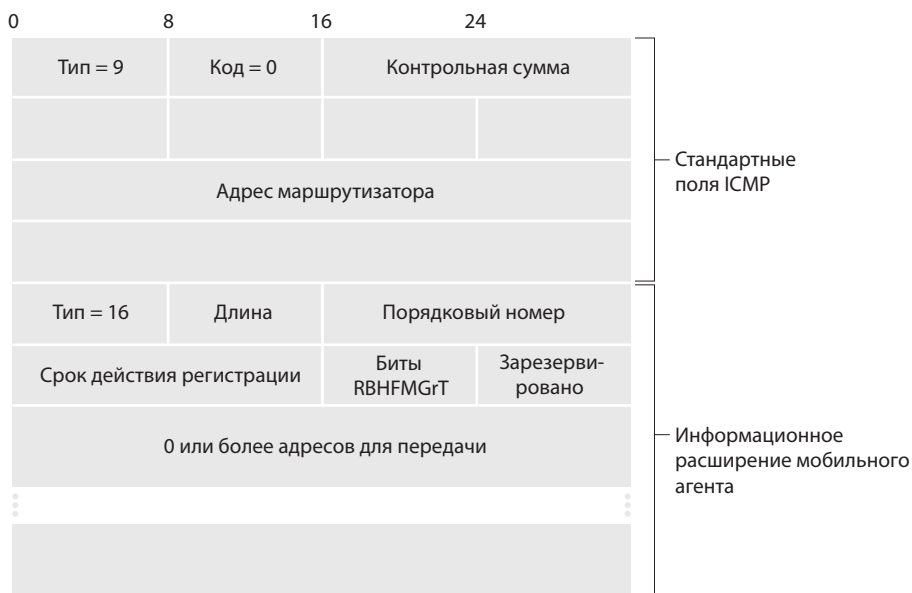 0 8 16 24
Тип = 9 Код = 0 Контрольная сумма
Адрес маршрутизатора
Стандартные
поля ICMP
Тип = 16 Длина Порядковый номер
Срок действия регистрации
Биты
RBHFMGrT
Зарезерви-
ровано
0 или более адресов для передачи
Информационное
расширение мобильного
агента